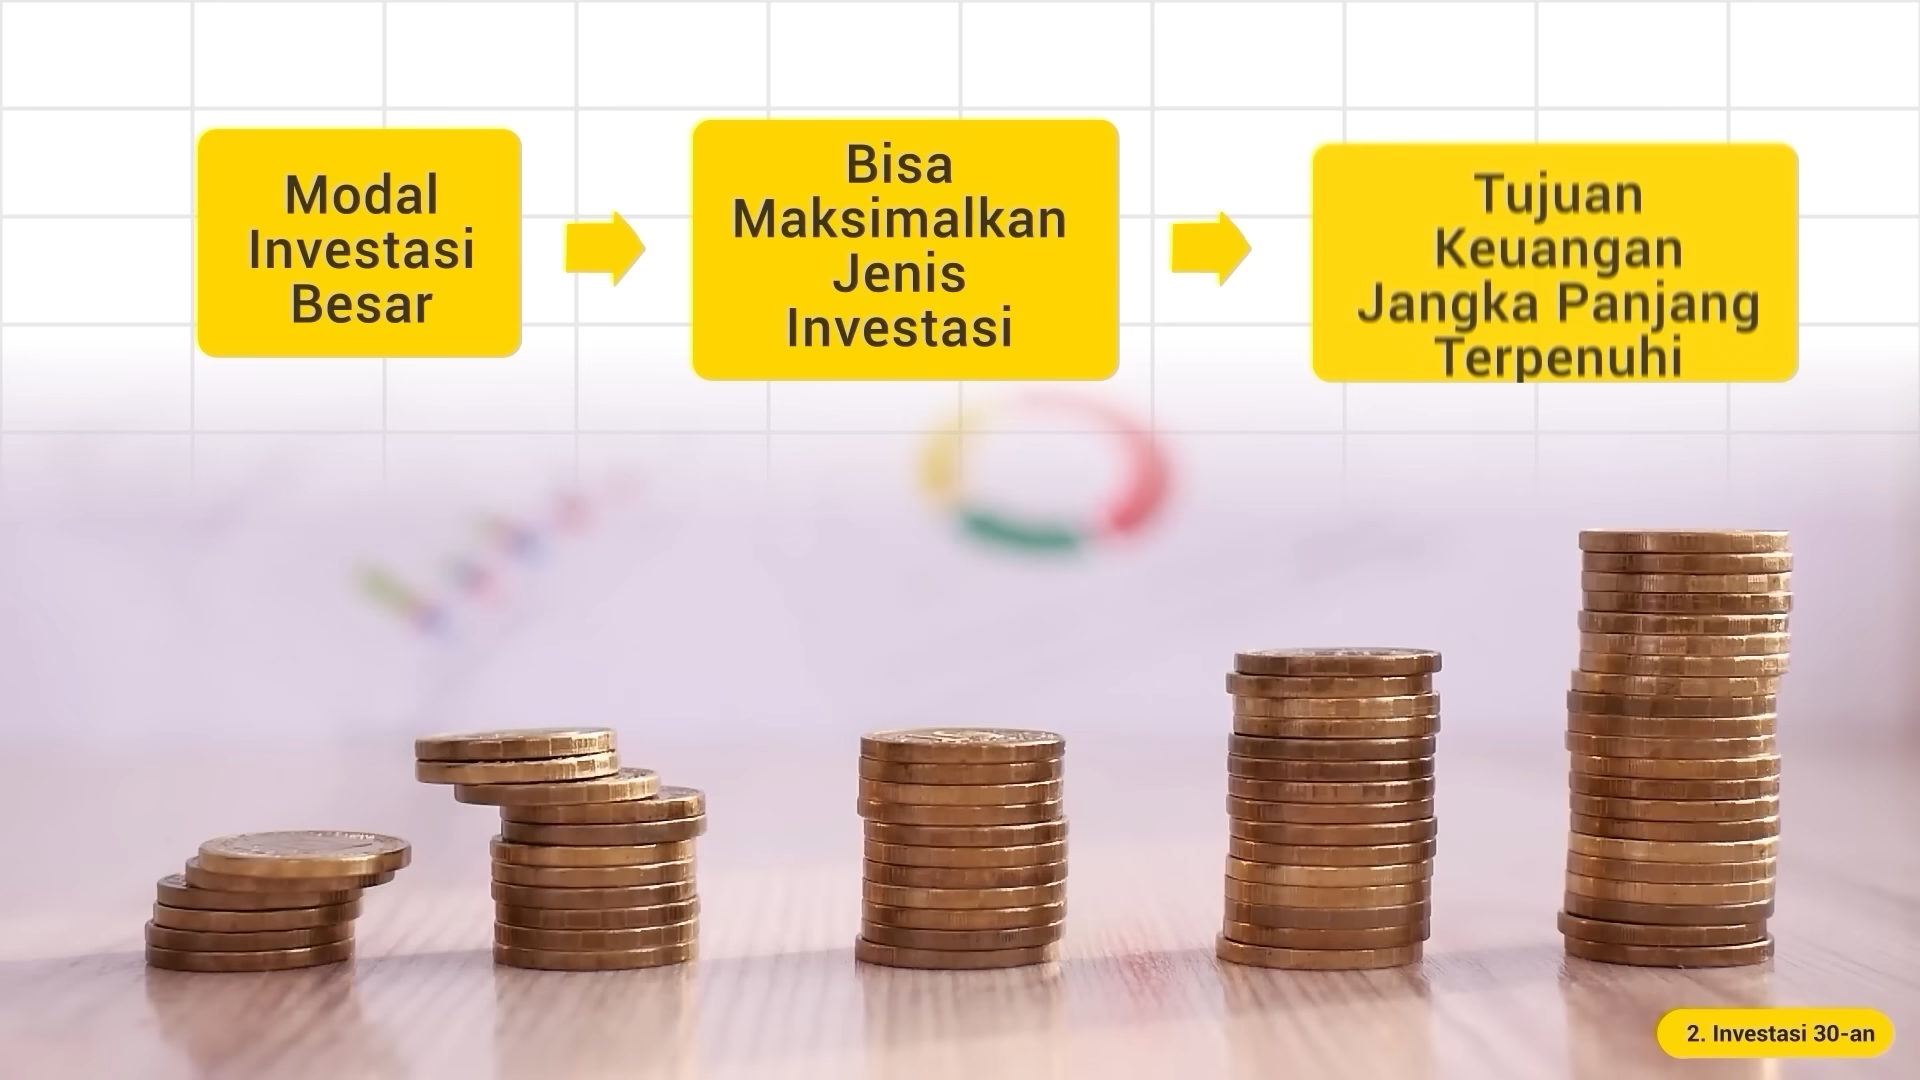 Modal
Investasi
Besar
Bisa
Maksimalkan
Jenis
Investasi
Tujuan
Keuangan
Jangka Panjang
Terpenuhi
2. Investasi 30-an